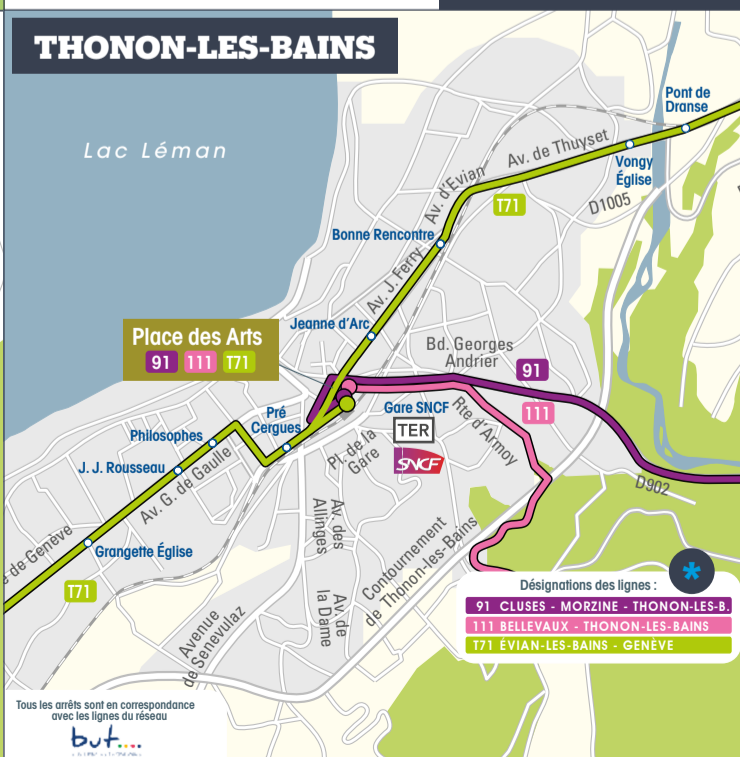 THONON-LES-BAINS
Lac Léman
Pont de
Dranse
Av. de Thuyset
Vongy
Église
Av. d'Evian
T71
D1005
Bonne Rencontre
Av. J. Ferry
Jeanne d'Arc
Place des Arts
91 111 T71
Bd. Georges
Andrier
91
111
Gare SNCF
TER
SNCF
Rte d'Armoy
Pré
Cergues
Pl. de la
Gare
Philosophes
J. J. Rousseau
Av. G. de Gaulle
D902
Av. des
Allinges
Contournement
de Thonon-les-Bains
e de Genève
Grangette Église
T71
Av. de
la Dame
Avenue
de Senevulaz
*
Désignations des lignes :
91 CLUSES - MORZINE - THONON-LES-B.
111 BELLEVAUX - THONON-LES-BAINS
T71 ÉVIAN-LES-BAINS - GENÈVE
Tous les arrêts sont en correspondance
avec les lignes du réseau
but....